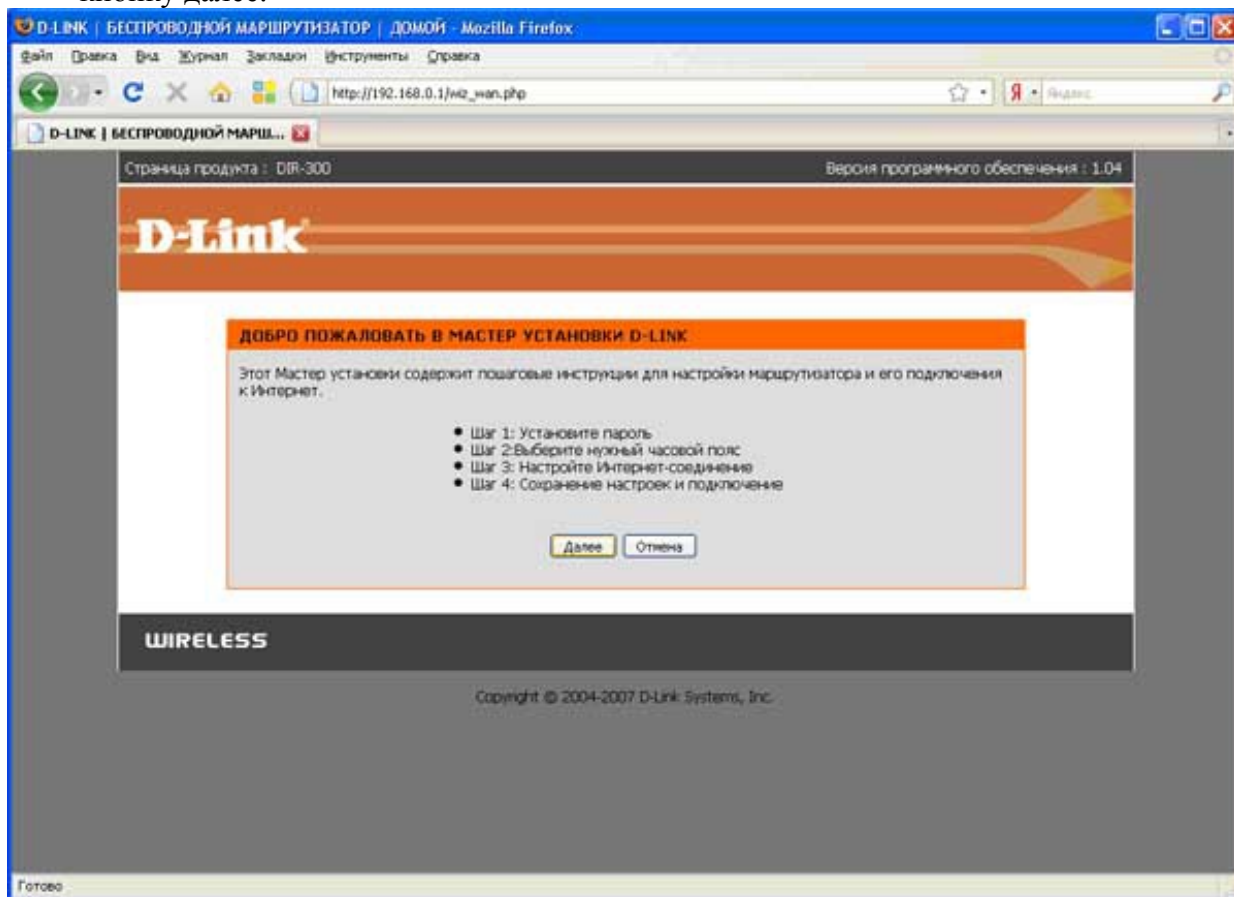 кнопку далее.
D-LINK | БЕСПРОВОДНОЙ МАРШРУТИЗАТОР | ДОМОЙ - Mozilla Firefox
Файл Правка Вид Журнал Закладки Инструменты Справка
http://192.168.0.1/wiz_wan.php
Я Яндекс
D-LINK | БЕСПРОВОДНОЙ МАРШ...
Страница продукта : DIR-300 Версия программного обеспечения : 1.04
D-Link
ДОБРО ПОЖАЛОВАТЬ В МАСТЕР УСТАНОВКИ D-LINK
Этот Мастер установки содержит пошаговые инструкции для настройки маршрутизатора и его подключения
к Интернет.
• Шаг 1: Установите пароль
• Шаг 2:Выберите нужный часовой пояс
• Шаг 3: Настройте Интернет-соединение
• Шаг 4: Сохранение настроек и подключение
Далее Отмена
WIRELESS
Copyright © 2004-2007 D-Link Systems, Inc.
Готово